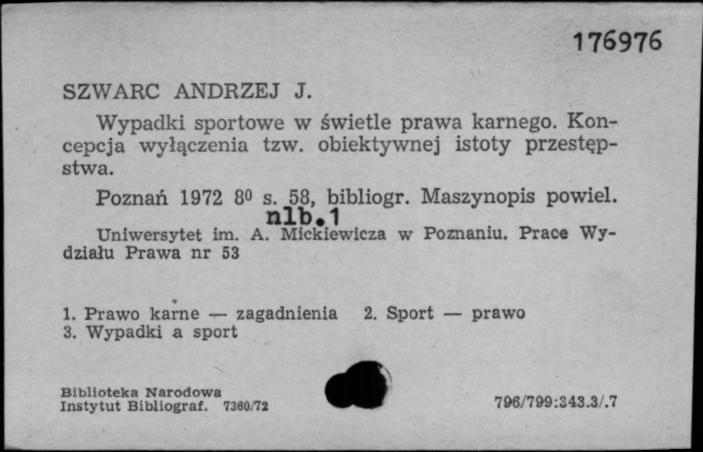 176976
SZWARC ANDRZEJ J.
Wypadki sportowe w świetle prawa karnego. Kon-
cepcja wyłączenia tzw. obiektywnej istoty przestęp-
stwa.
Poznań 1972 8⁰ s. 58, bibliogr. Maszynopis powiel.
nlb.1
Uniwersytet im. A. Mickiewicza w Poznaniu. Prace Wy-
działu Prawa nr 53
1. Prawo karne — zagadnienia 2. Sport — prawo
3. Wypadki a sport
Biblioteka Narodowa
Instytut Bibliograf. 7360/72
796/799:343.3/.7